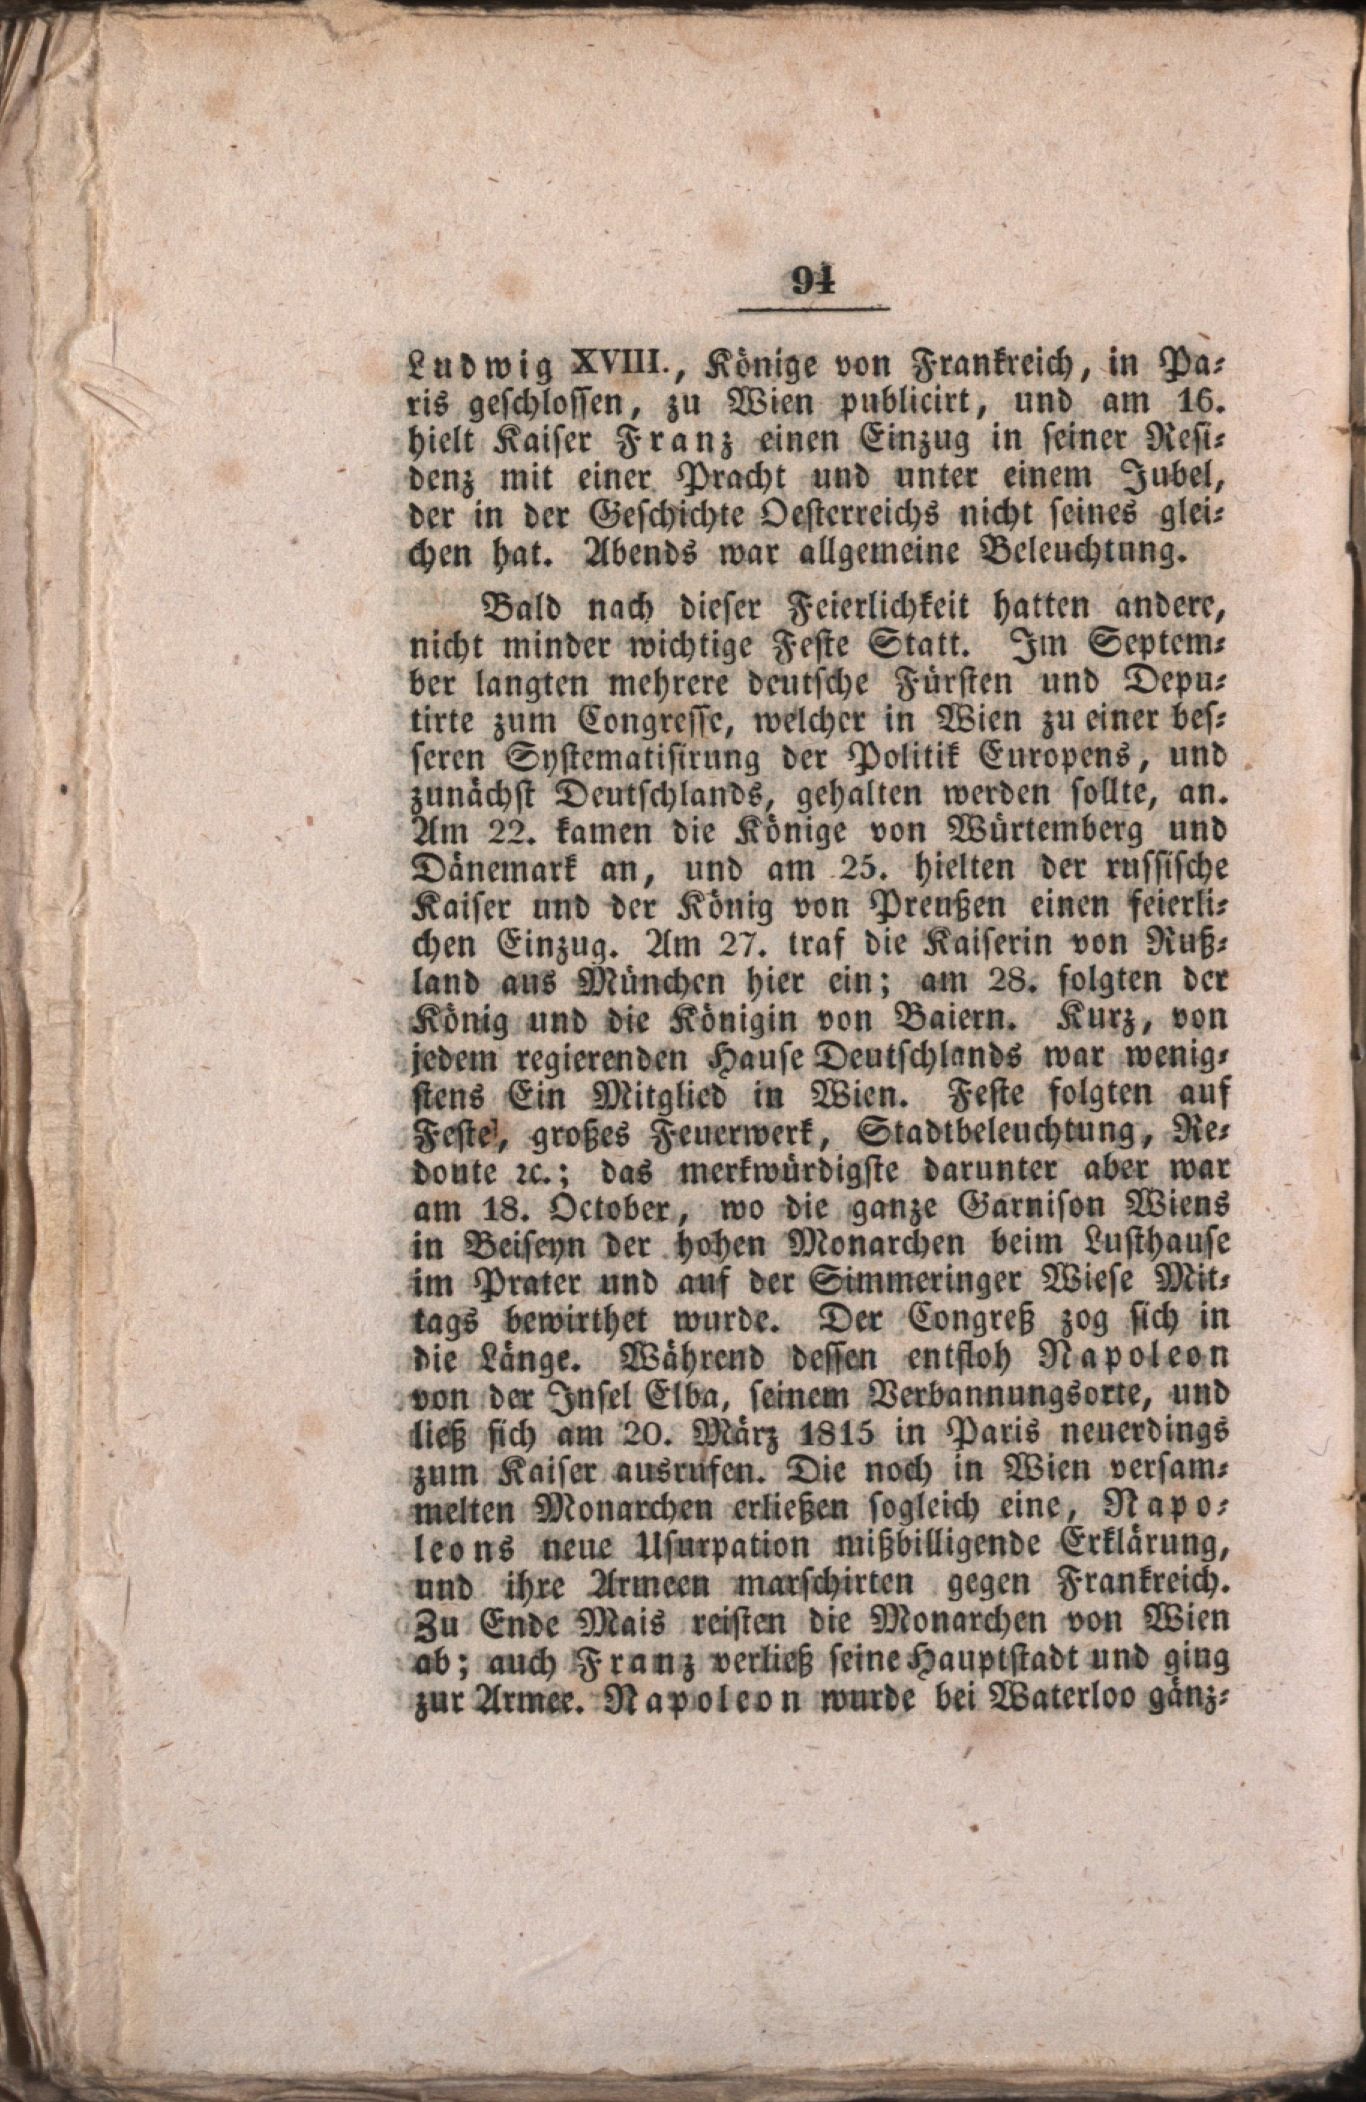 94
Ludwig XVIII., Könige von Frankreich, in Pa-
ris geschlossen, zu Wien publicirt, und am 16.
hielt Kaiser Franz einen Einzug in seiner Resi-
denz mit einer Pracht und unter einem Jubel,
der in der Geschichte Oesterreichs nicht seines glei-
chen hat. Abends war allgemeine Beleuchtung.
Bald nach dieser Feierlichkeit hatten andere,
nicht minder wichtige Feste Statt. Im Septem-
ber langten mehrere deutsche Fürsten und Depu-
tirte zum Congresse, welcher in Wien zu einer bes-
seren Systematisirung der Politik Europens, und
zunächst Deutschlands, gehalten werden sollte, an.
Am 22. kamen die Könige von Würtemberg und
Dänemark an, und am 25. hielten der russische
Kaiser und der König von Preußen einen feierli-
chen Einzug. Am 27. traf die Kaiserin von Ruß-
land aus München hier ein; am 28. folgten der
König und die Königin von Baiern. Kurz, von
jedem regierenden Hause Deutschlands war wenig-
stens Ein Mitglied in Wien. Feste folgten auf
Feste, großes Feuerwerk, Stadtbeleuchtung, Re-
doute ꝛc.; das merkwürdigste darunter aber war
am 18. October, wo die ganze Garnison Wiens
in Beiseyn der hohen Monarchen beim Lusthause
im Prater und auf der Simmeringer Wiese Mit-
tags bewirthet wurde. Der Congreß zog sich in
die Länge. Während dessen entfloh Napoleon
von der Insel Elba, seinem Verbannungsorte, und
ließ sich am 20. März 1815 in Paris neuerdings
zum Kaiser ausrufen. Die noch in Wien versam-
melten Monarchen erließen sogleich eine, Napo-
leons neue Usurpation mißbilligende Erklärung,
und ihre Armeen marschirten gegen Frankreich.
Zu Ende Mais reisten die Monarchen von Wien
ab; auch Franz verließ seine Hauptstadt und ging
zur Armee. Napoleon wurde bei Waterloo gänz-